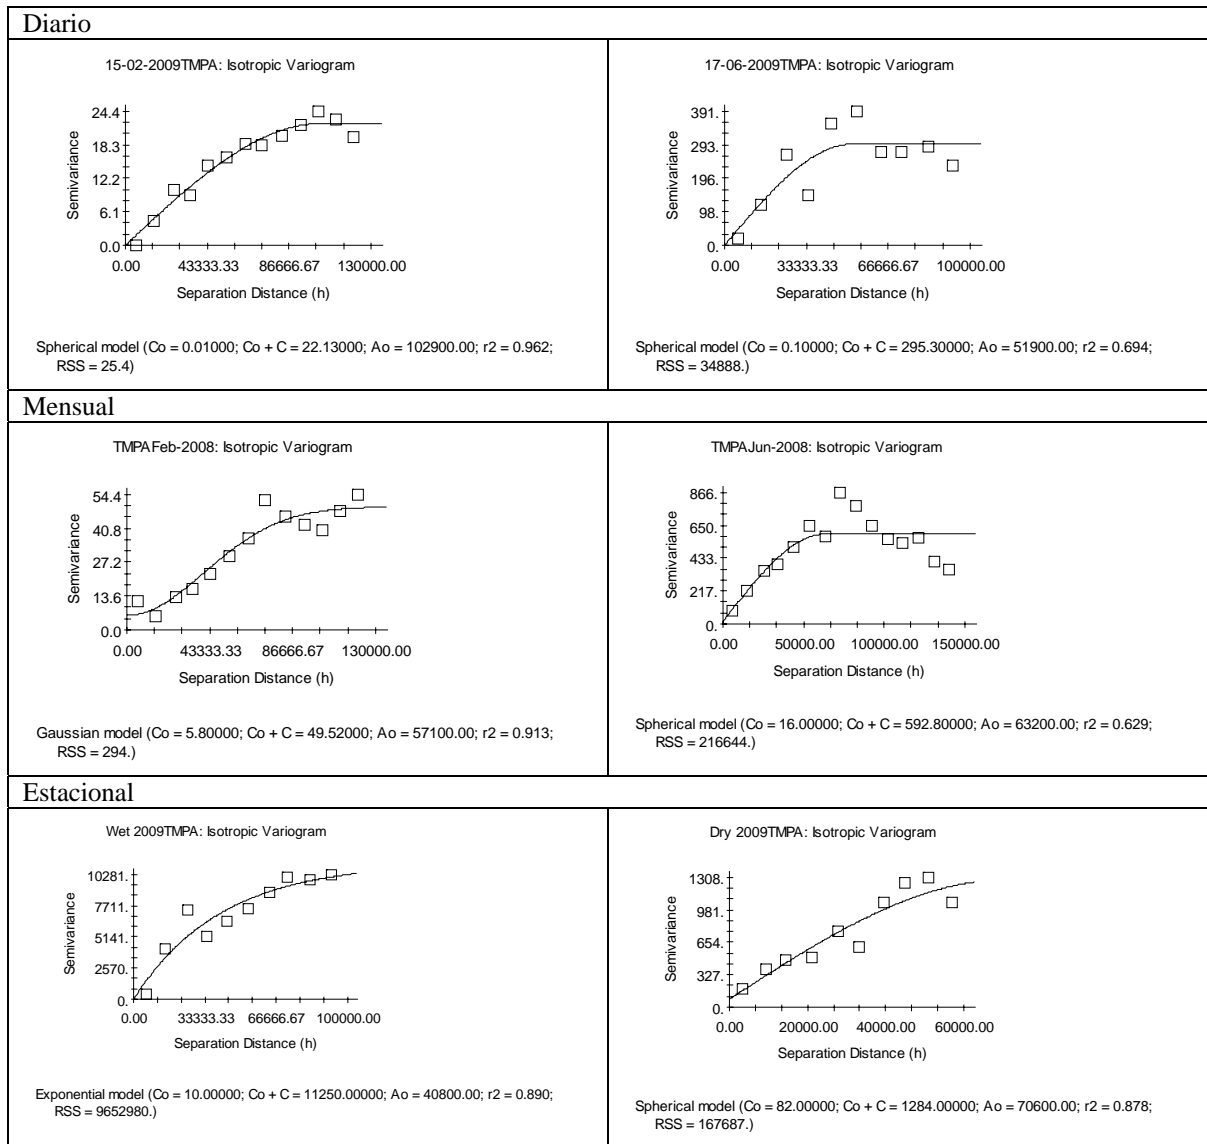 Diario
15-02-2009TMPA: Isotropic Variogram
24.4
18.3
12.2
6.1
0.0
Semivariance
0.00 43333.33 86666.67 130000.00
Separation Distance (h)
Spherical model (Co = 0.01000; Co + C = 22.13000; Ao = 102900.00; r2 = 0.962;
RSS = 25.4)
17-06-2009TMPA: Isotropic Variogram
391.
293.
196.
98.
0.
Semivariance
0.00 33333.33 66666.67 100000.00
Separation Distance (h)
Spherical model (Co = 0.10000; Co + C = 295.30000; Ao = 51900.00; r2 = 0.694;
RSS = 34888.)
Mensual
TMPAFeb-2008: Isotropic Variogram
54.4
40.8
27.2
13.6
0.0
Semivariance
0.00 43333.33 86666.67 130000.00
Separation Distance (h)
Gaussian model (Co = 5.80000; Co + C = 49.52000; Ao = 57100.00; r2 = 0.913;
RSS = 294.)
TMPAJun-2008: Isotropic Variogram
866.
650.
433.
217.
0.
Semivariance
0.00 50000.00 100000.00 150000.00
Separation Distance (h)
Spherical model (Co = 16.00000; Co + C = 592.80000; Ao = 63200.00; r2 = 0.629;
RSS = 216644.)
Estacional
Wet 2009TMPA: Isotropic Variogram
10281.
7711.
5141.
2570.
0.
Semivariance
0.00 33333.33 66666.67 100000.00
Separation Distance (h)
Exponential model (Co = 10.00000; Co + C = 11250.00000; Ao = 40800.00; r2 = 0.890;
RSS = 9652980.)
Dry 2009TMPA: Isotropic Variogram
1308.
981.
654.
327.
0.
Semivariance
0.00 20000.00 40000.00 60000.00
Separation Distance (h)
Spherical model (Co = 82.00000; Co + C = 1284.00000; Ao = 70600.00; r2 = 0.878;
RSS = 167687.)